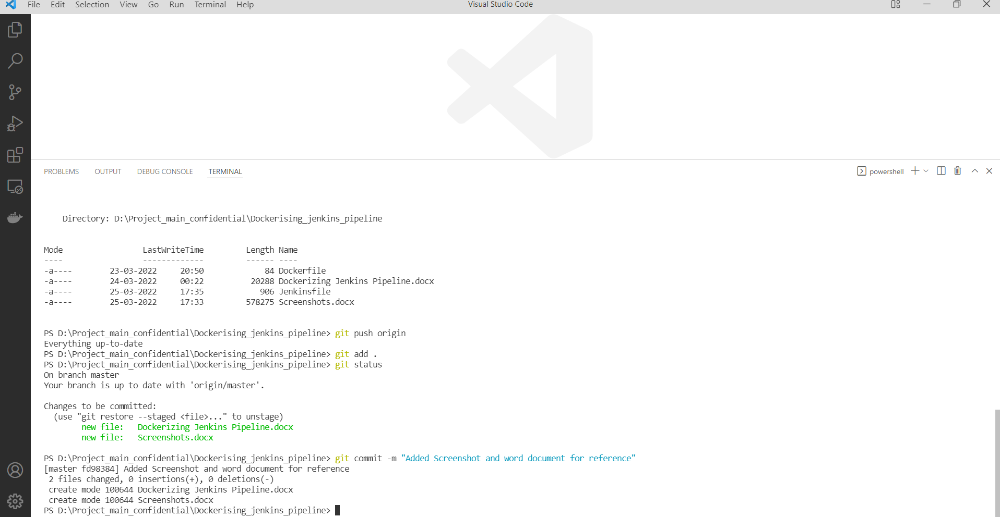 File Edit Selection View Go Run Terminal Help Visual Studio Code
PROBLEMS OUTPUT DEBUG CONSOLE TERMINAL powershell
Directory: D:\Project_main_confidential\Dockerising_jenkins_pipeline
Mode LastWriteTime Length Name
---- ------------- ------ ----
-a---- 23-03-2022 20:50 84 Dockerfile
-a---- 24-03-2022 00:22 20288 Dockerizing Jenkins Pipeline.docx
-a---- 25-03-2022 17:35 906 Jenkinsfile
-a---- 25-03-2022 17:33 578275 Screenshots.docx
PS D:\Project_main_confidential\Dockerising_jenkins_pipeline> git push origin
Everything up-to-date
PS D:\Project_main_confidential\Dockerising_jenkins_pipeline> git add .
PS D:\Project_main_confidential\Dockerising_jenkins_pipeline> git status
On branch master
Your branch is up to date with 'origin/master'.
Changes to be committed:
(use "git restore --staged <file>..." to unstage)
new file: Dockerizing Jenkins Pipeline.docx
new file: Screenshots.docx
PS D:\Project_main_confidential\Dockerising_jenkins_pipeline> git commit -m "Added Screenshot and word document for reference"
[master fd98384] Added Screenshot and word document for reference
2 files changed, 0 insertions(+), 0 deletions(-)
create mode 100644 Dockerizing Jenkins Pipeline.docx
create mode 100644 Screenshots.docx
PS D:\Project_main_confidential\Dockerising_jenkins_pipeline>